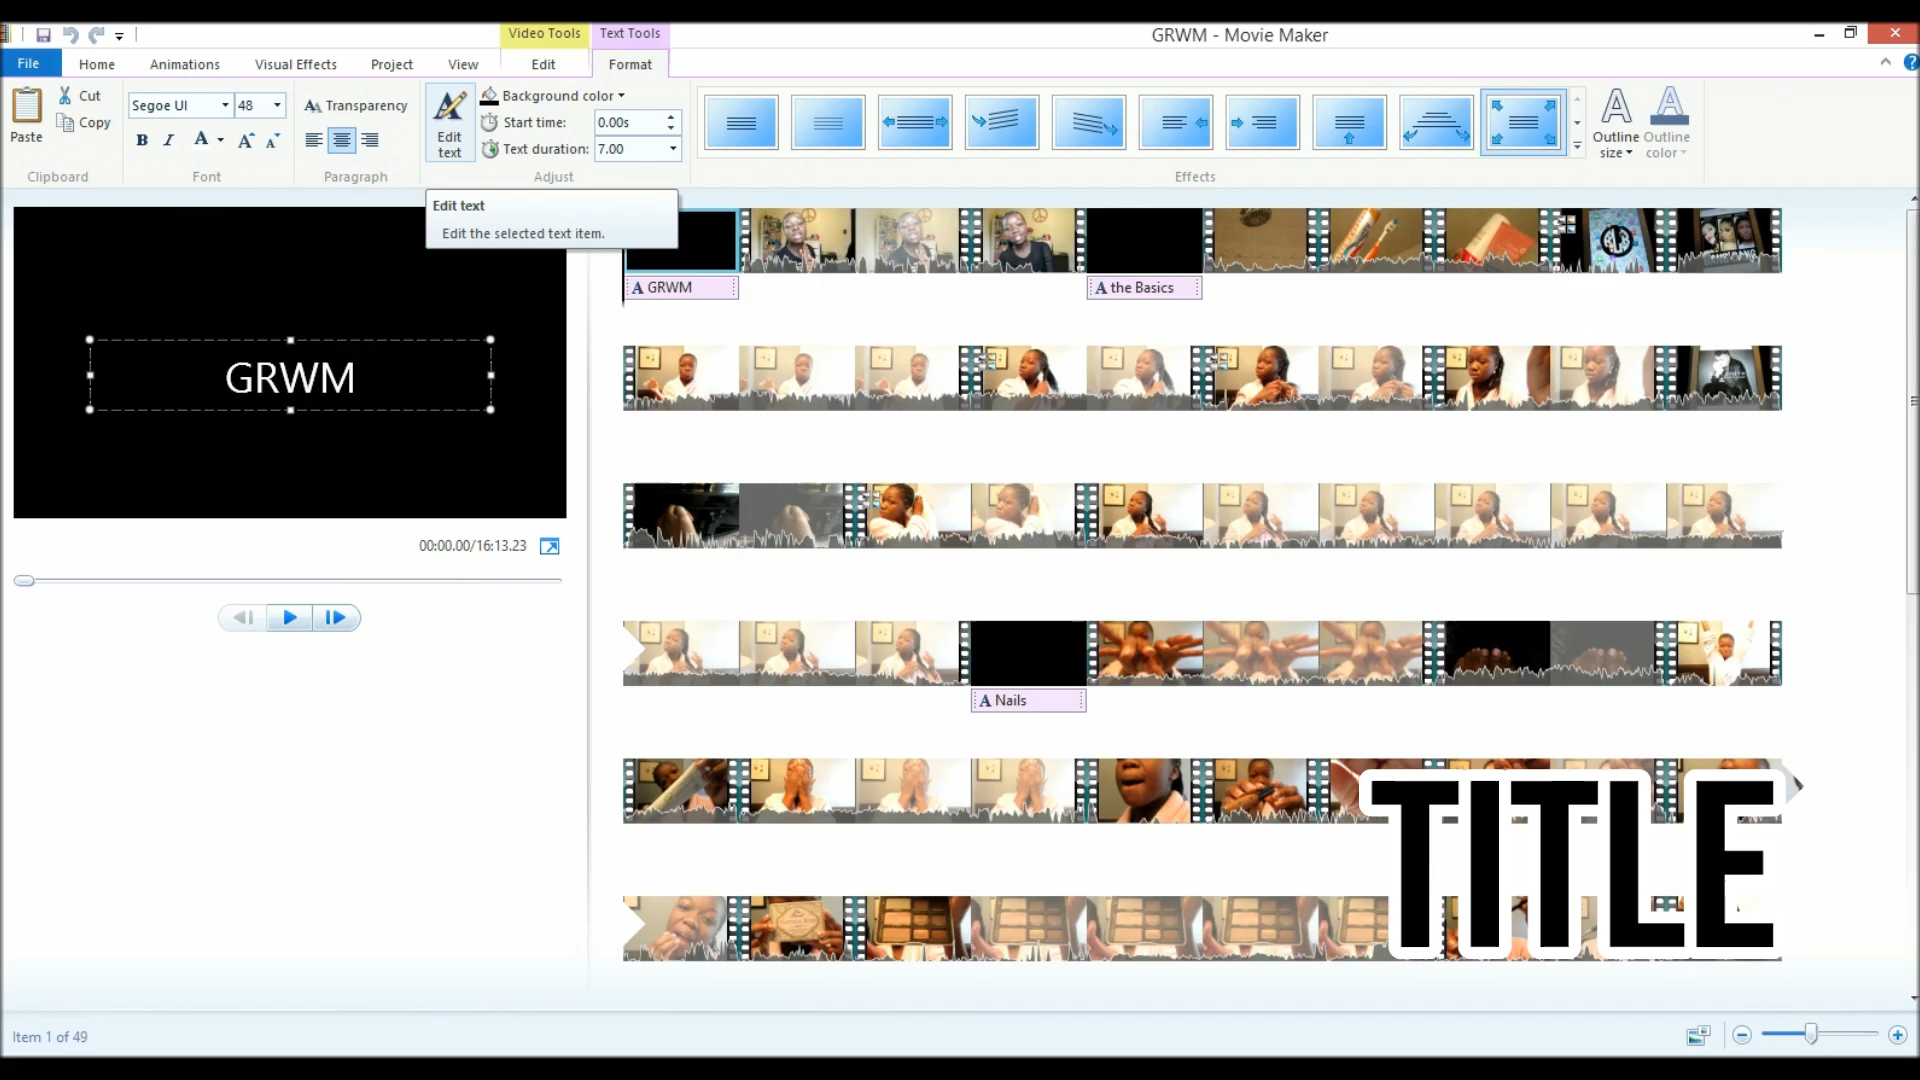 Video Tools
Text Tools
GRWM - Movie Maker
File
Home
Animations
Visual Effects
Project
View
Edit
Format
Paste
Cut
Copy
Clipboard
Segoe UI
48
B I A A A
Font
Transparency
Paragraph
Edit
text
Background color
Start time:
0.00s
Text duration:
7.00
Adjust
Effects
Outline
size
Outline
color
Edit text
Edit the selected text item.
A GRWM
A the Basics
GRWM
00:00.00/16:13.23
A Nails
TITLE
Item 1 of 49